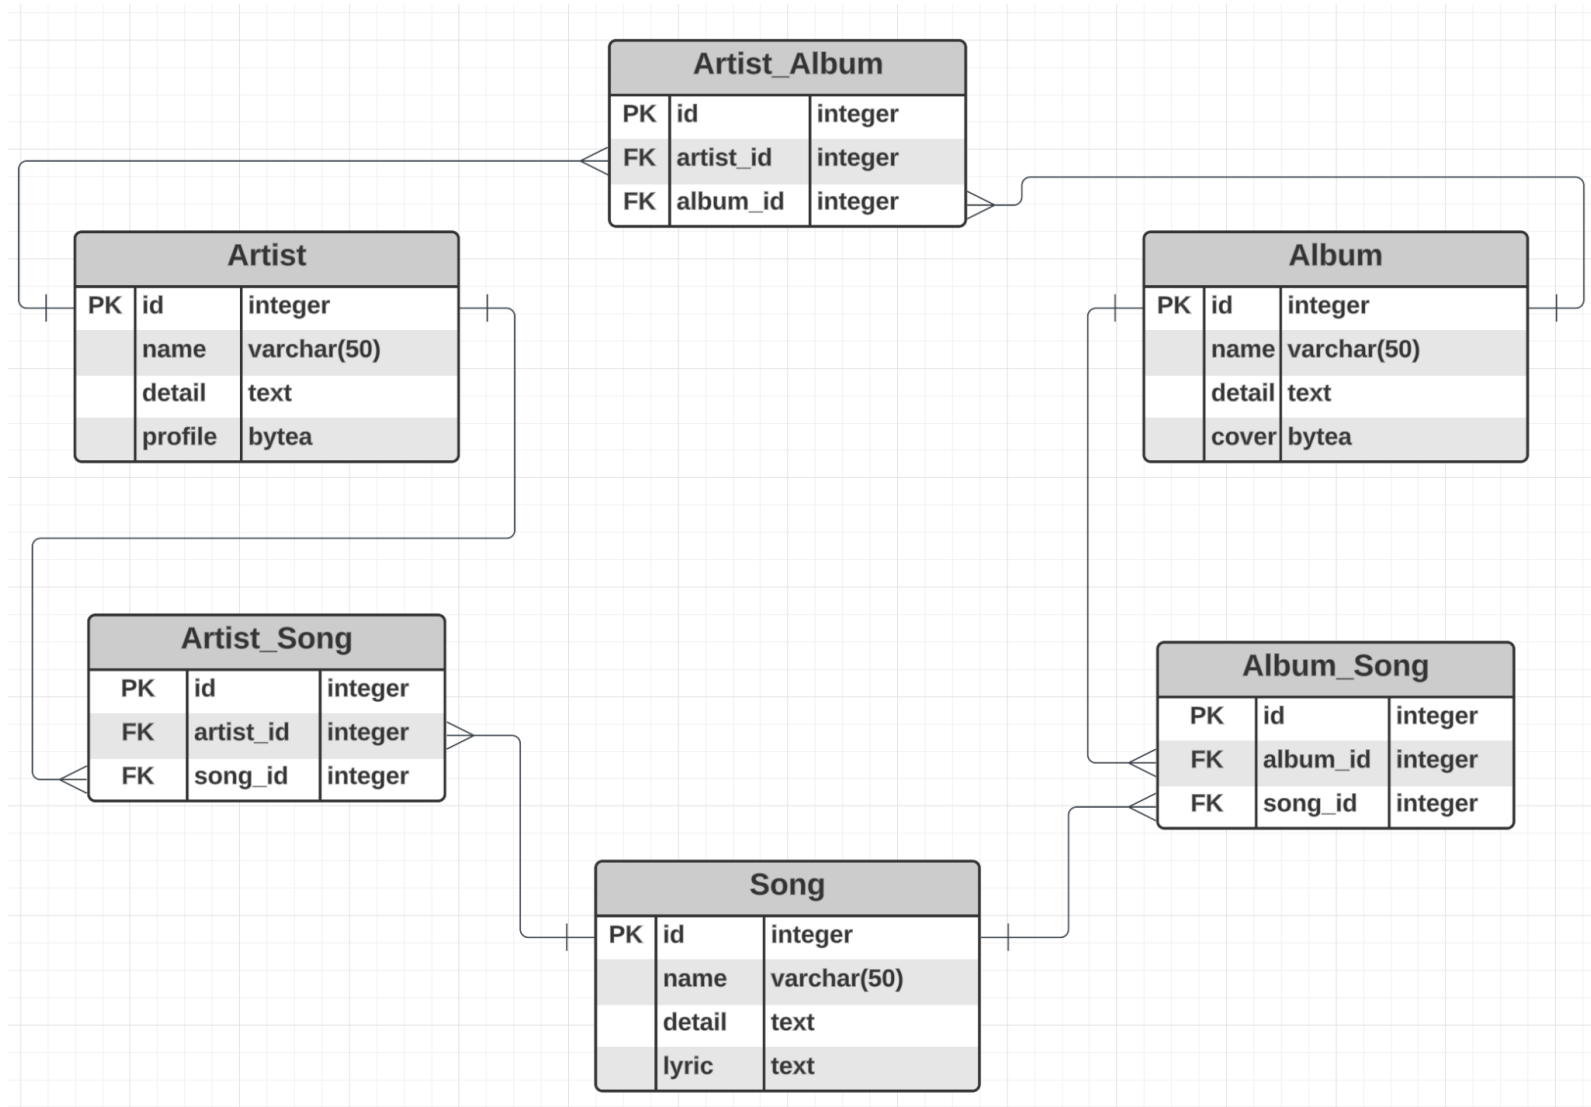 Artist_Album
PK id integer
FK artist_id integer
FK album_id integer
Artist
PK id integer
name varchar(50)
detail text
profile bytea
Album
PK id integer
name varchar(50)
detail text
cover bytea
Artist_Song
PK id integer
FK artist_id integer
FK song_id integer
Album_Song
PK id integer
FK album_id integer
FK song_id integer
Song
PK id integer
name varchar(50)
detail text
lyric text